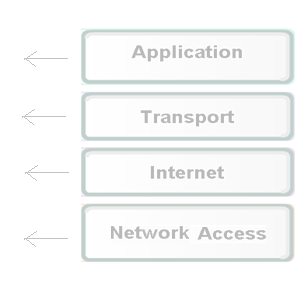 Application
Transport
Internet
Network Access